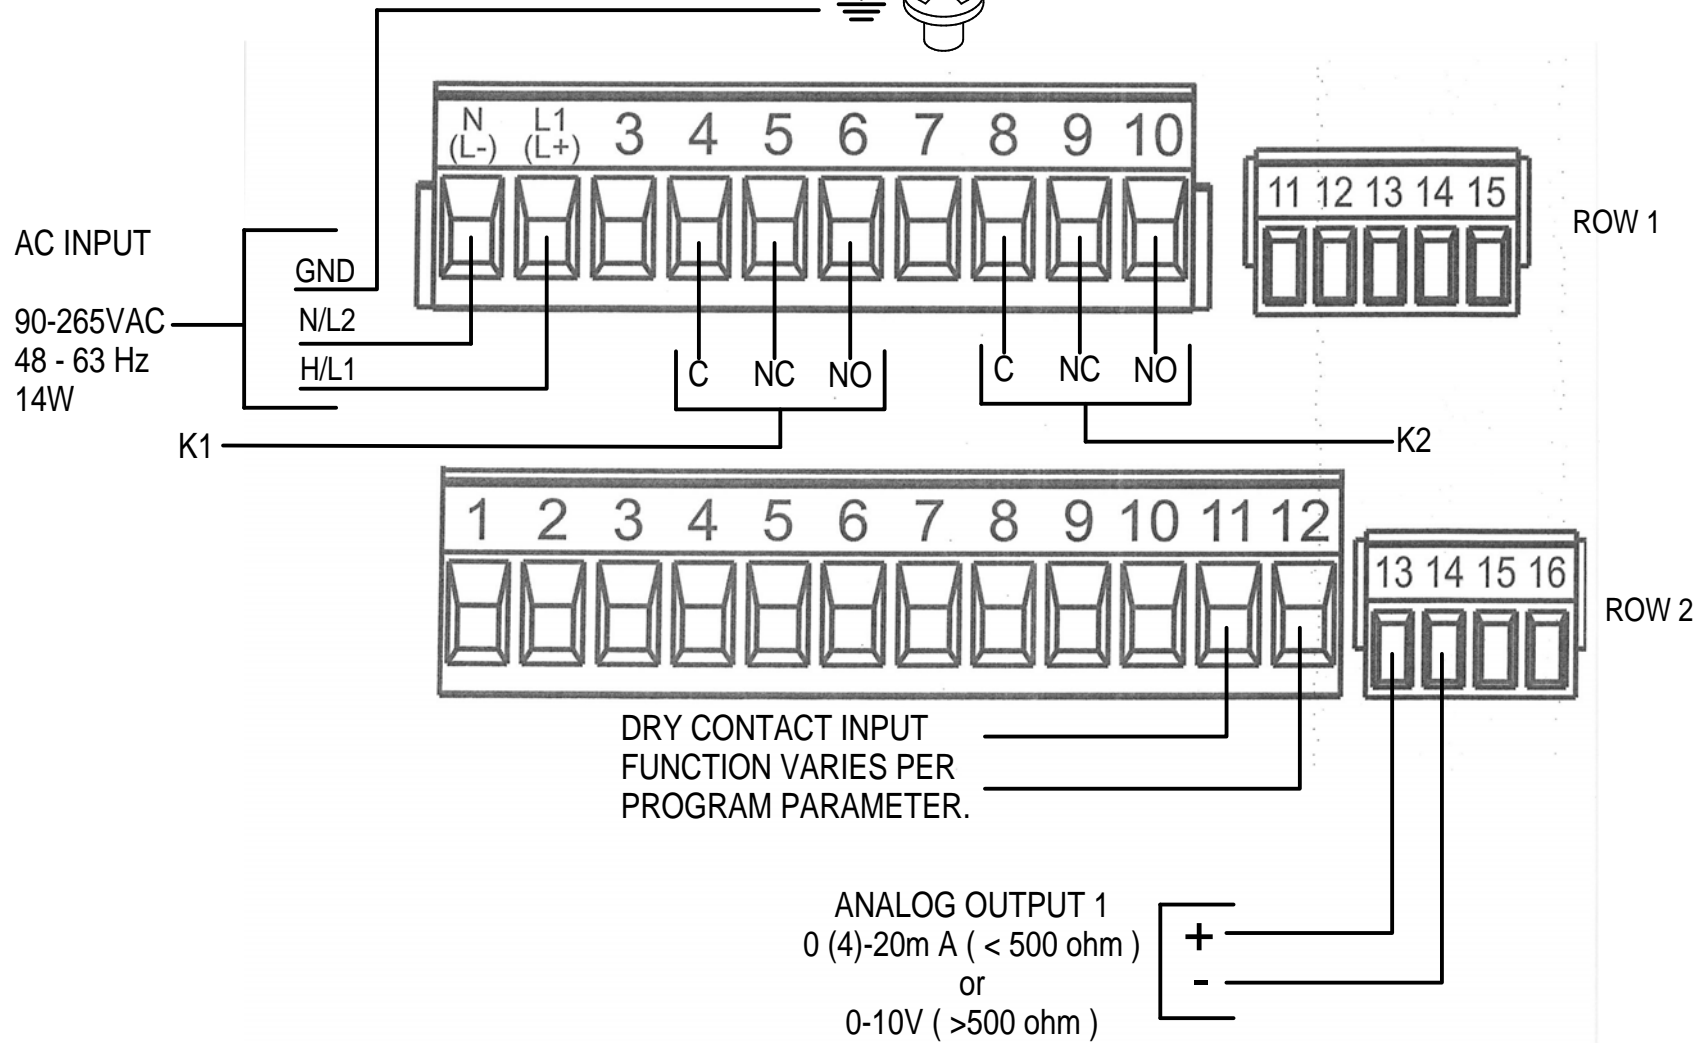 N L1 3 4 5 6 7 8 9 10
(L-) (L+)
11 12 13 14 15
ROW 1
AC INPUT
GND
90-265VAC
N/L2
48 - 63 Hz
H/L1
14W
C NC NO
C NC NO
K1
K2
1 2 3 4 5 6 7 8 9 10 11 12
13 14 15 16
ROW 2
DRY CONTACT INPUT
FUNCTION VARIES PER
PROGRAM PARAMETER.
ANALOG OUTPUT 1
0 (4)-20m A ( < 500 ohm )
or
0-10V ( >500 ohm )
+
-